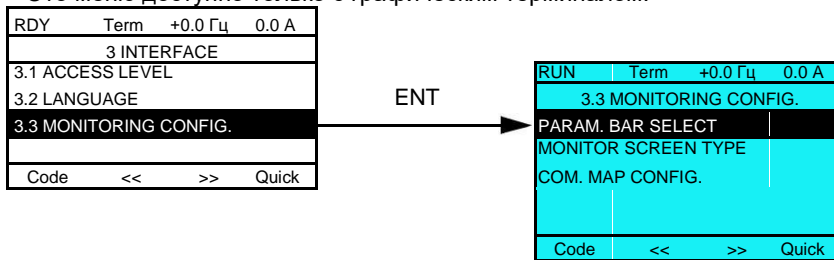 Это меню доступно только с графическим терминалом.
RDY Term +0.0 Гц 0.0 A
3 INTERFACE
3.1 ACCESS LEVEL
3.2 LANGUAGE
3.3 MONITORING CONFIG.
Code << >> Quick
ENT
RUN Term +0.0 Гц 0.0 A
3.3 MONITORING CONFIG.
PARAM. BAR SELECT
MONITOR SCREEN TYPE
COM. MAP CONFIG.
Code << >> Quick